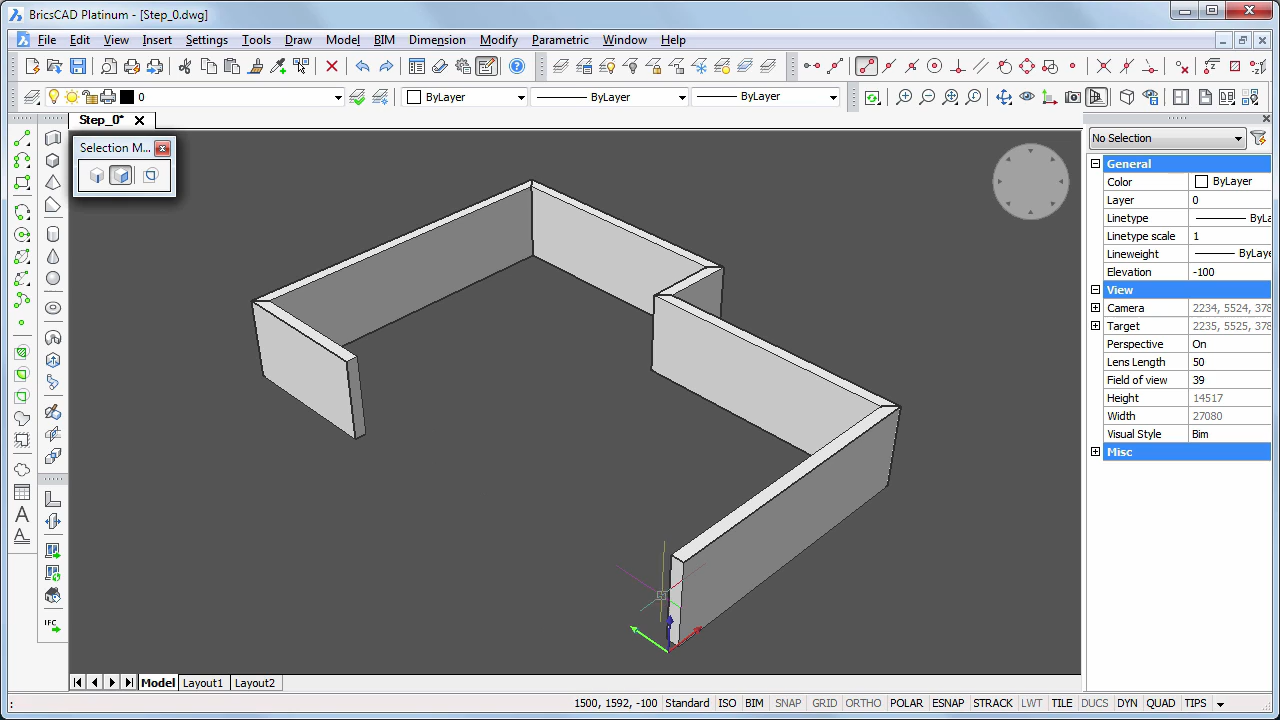 BricsCAD Platinum - [Step_0.dwg]
File Edit View Insert Settings Tools Draw Model BIM Dimension Modify Parametric Window Help
0 ByLayer ByLayer ByLayer
Step_0*
Selection M...
No Selection
General
Color ByLayer
Layer 0
Linetype ByLa
Linetype scale 1
Lineweight ByLaye
Elevation -100
View
Camera 2234, 5524, 378
Target 2235, 5525, 378
Perspective On
Lens Length 50
Field of view 39
Height 14517
Width 27080
Visual Style Bim
Misc
A
A
IFC
Model Layout1 Layout2
: 1500, 1592, -100 Standard ISO BIM SNAP GRID ORTHO POLAR ESNAP STRACK LWT TILE DUCS DYN QUAD TIPS